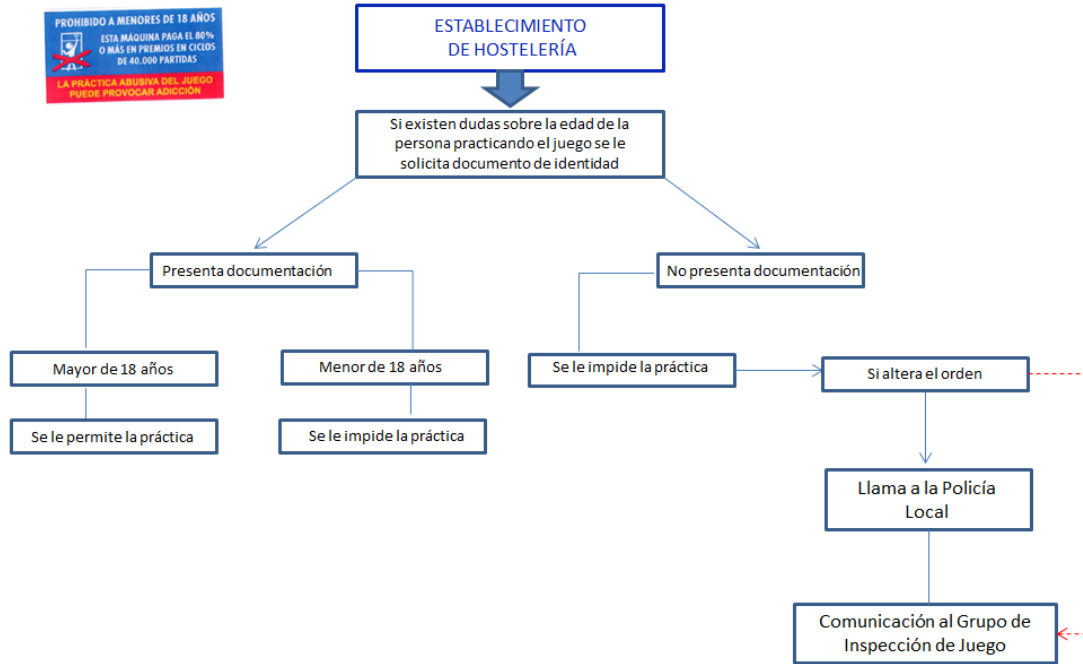 PROHIBIDO A MENORES DE 18 AÑOS
ESTA MÁQUINA PAGA EL 80%
O MÁS EN PREMIOS EN CICLOS
DE 40.000 PARTIDAS
LA PRÁCTICA ABUSIVA DEL JUEGO
PUEDE PROVOCAR ADICCIÓN
ESTABLECIMIENTO
DE HOSTELERÍA
Si existen dudas sobre la edad de la
persona practicando el juego se le
solicita documento de identidad
Presenta documentación
No presenta documentación
Mayor de 18 años
Menor de 18 años
Se le impide la práctica
Si altera el orden
Se le permite la práctica
Se le impide la práctica
Llama a la Policía
Local
Comunicación al Grupo de
Inspección de Juego